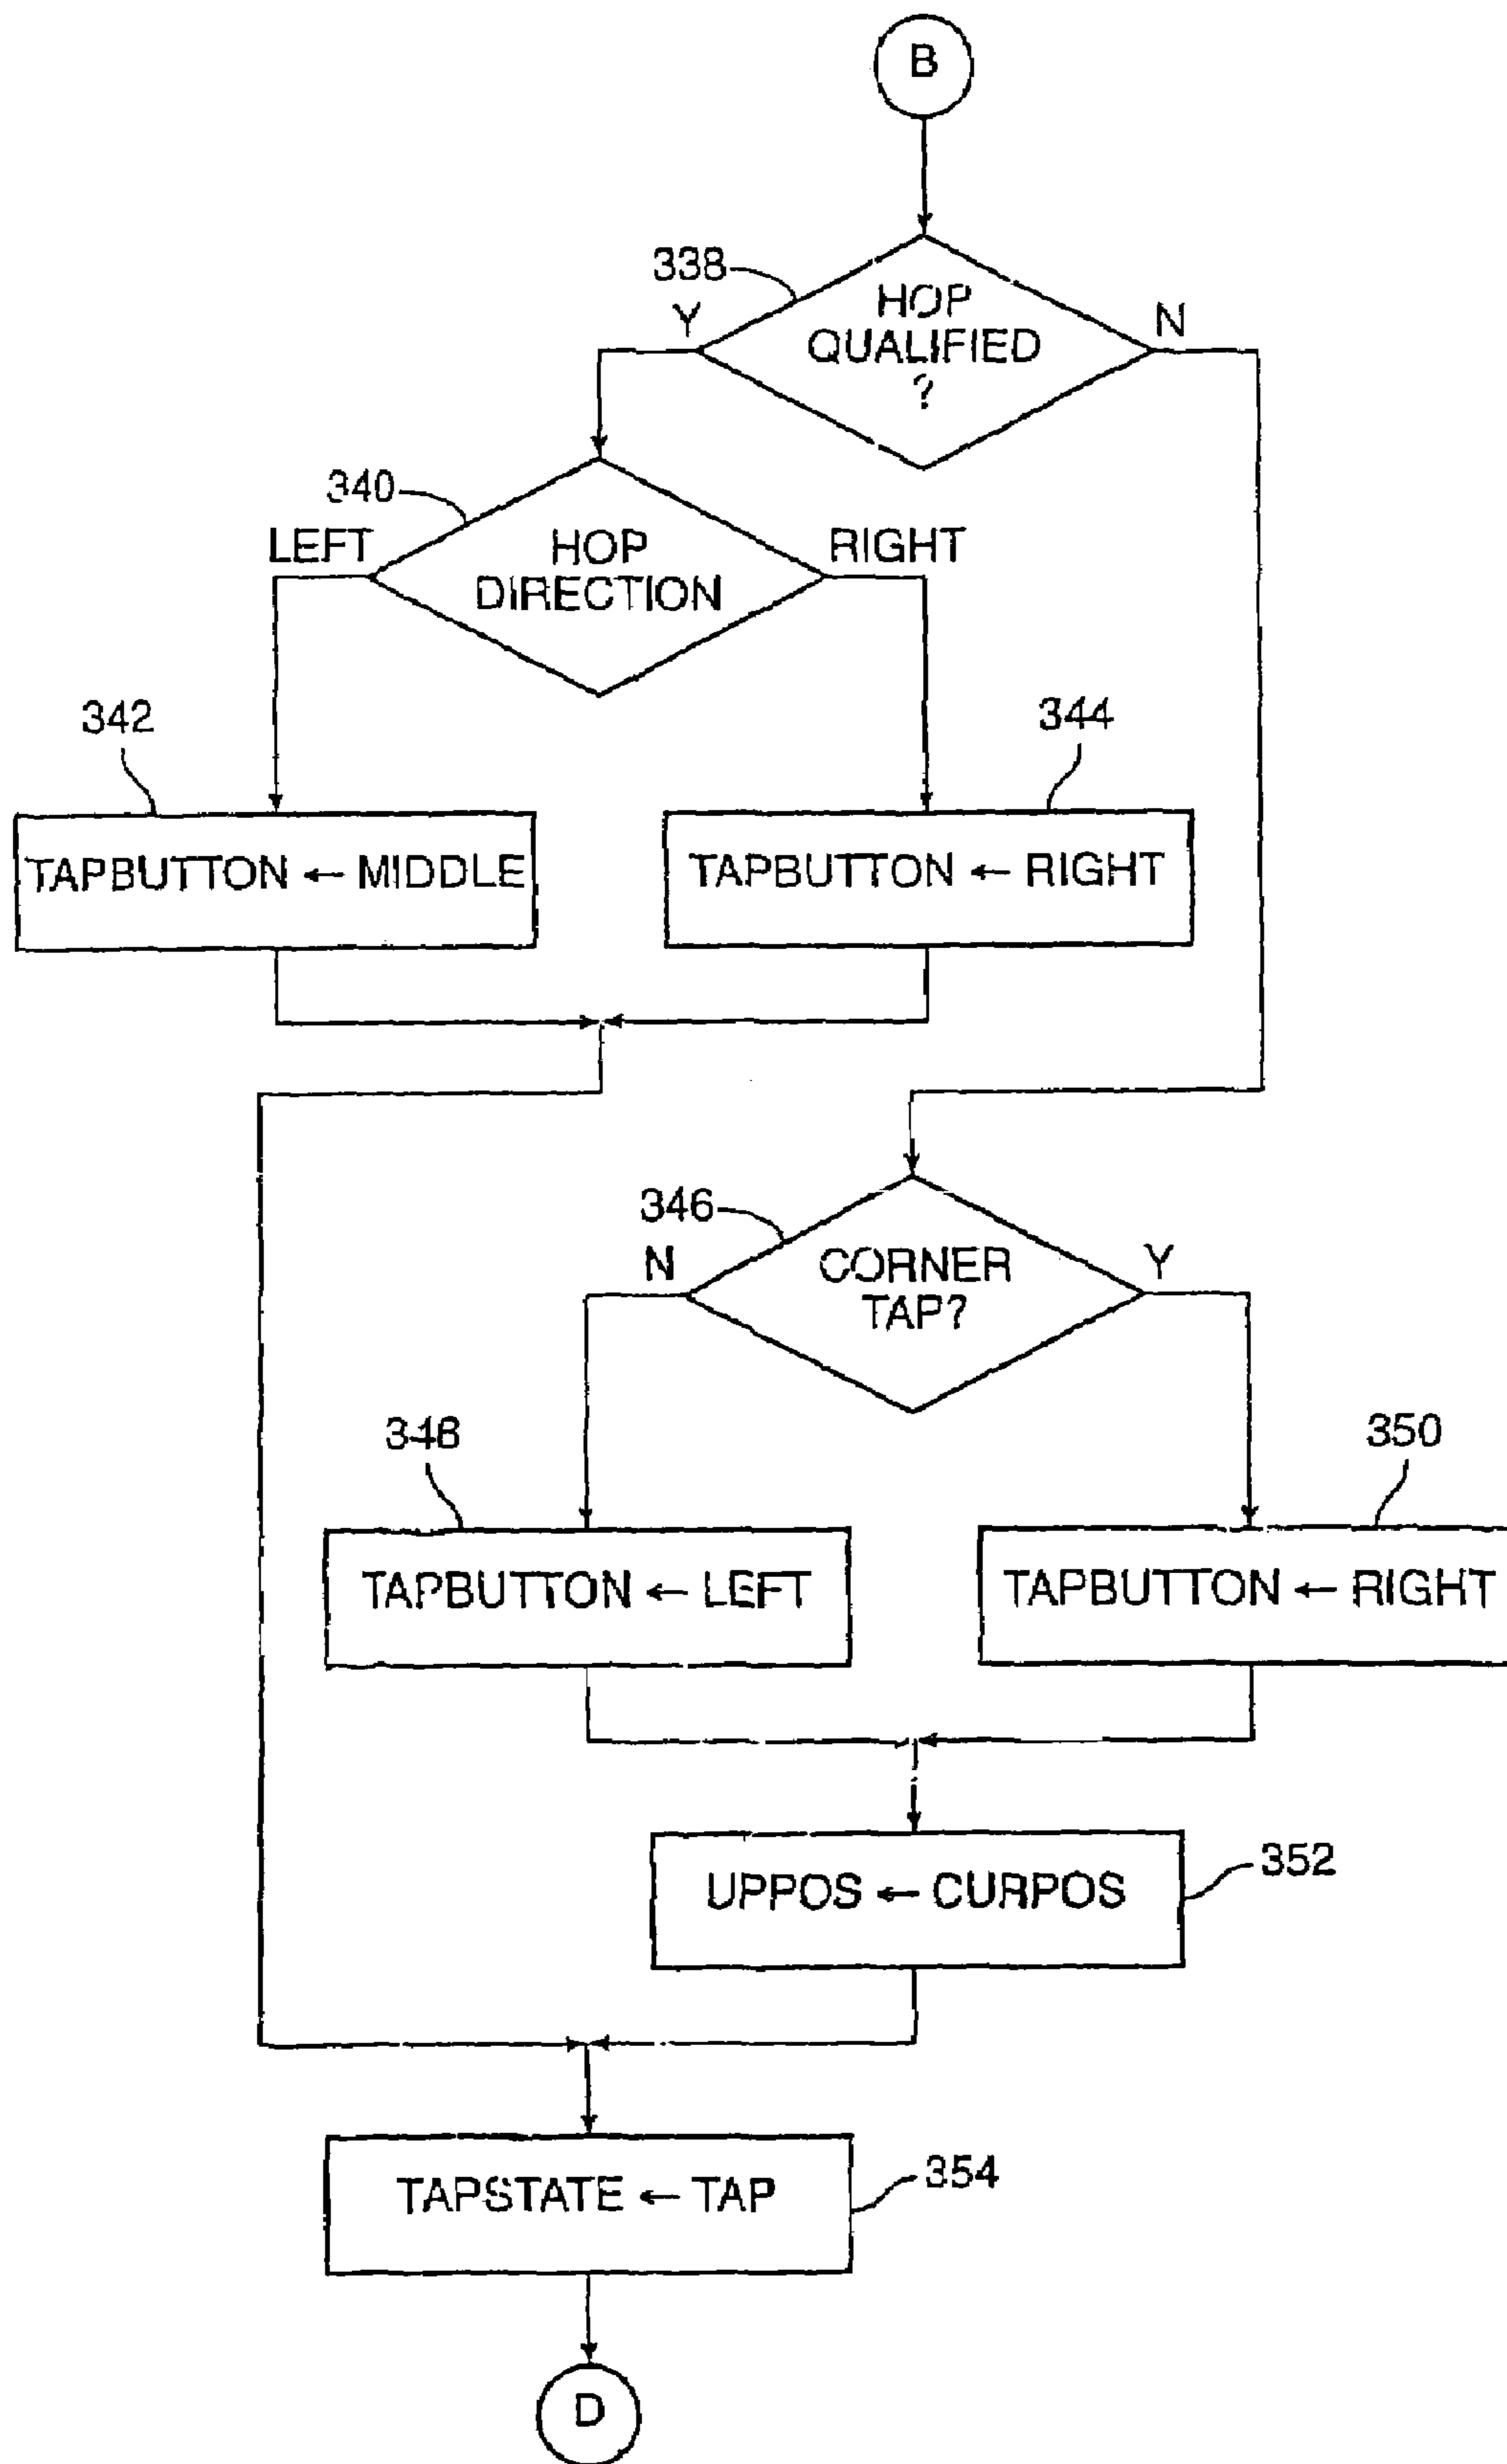 B
338
Y
HOP
QUALIFIED
?
N
340
LEFT
HOP
DIRECTION
RIGHT
342
344
TAPBUTTON ← MIDDLE
TAPBUTTON ← RIGHT
346
N
CORNER
TAP?
Y
348
350
TAPBUTTON ← LEFT
TAPBUTTON ← RIGHT
UPPOS ← CURPOS
352
TAPSTATE ← TAP
354
D